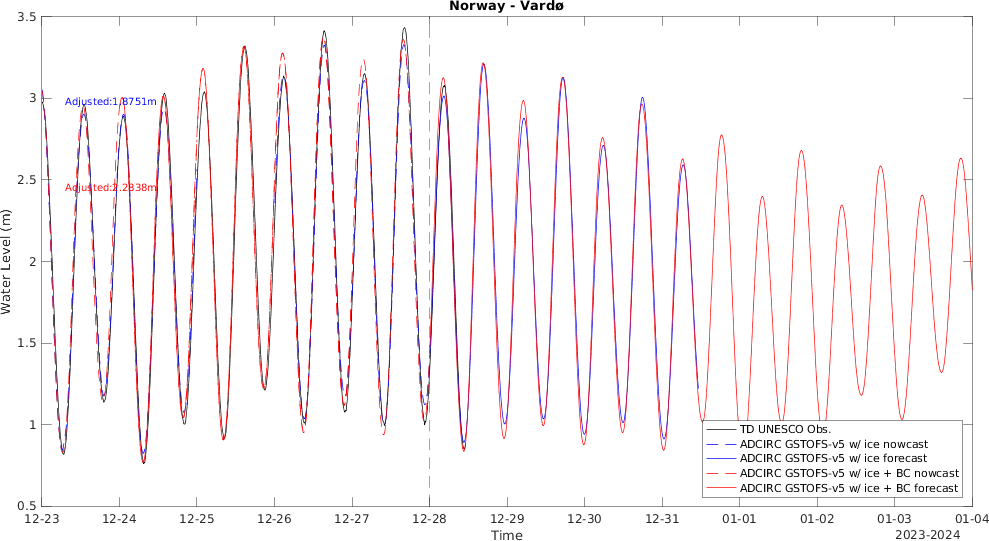 Norway - Vardø
3.5
3
2.5
2
1.5
1
0.5
Water Level (m)
Adjusted:1.8751m
Adjusted:2.2338m
TD UNESCO Obs.
ADCIRC GSTOFS-v5 w/ ice nowcast
ADCIRC GSTOFS-v5 w/ ice forecast
ADCIRC GSTOFS-v5 w/ ice + BC nowcast
ADCIRC GSTOFS-v5 w/ ice + BC forecast
12-23 12-24 12-25 12-26 12-27 12-28 12-29 12-30 12-31 01-01 01-02 01-03 01-04
Time
2023-2024